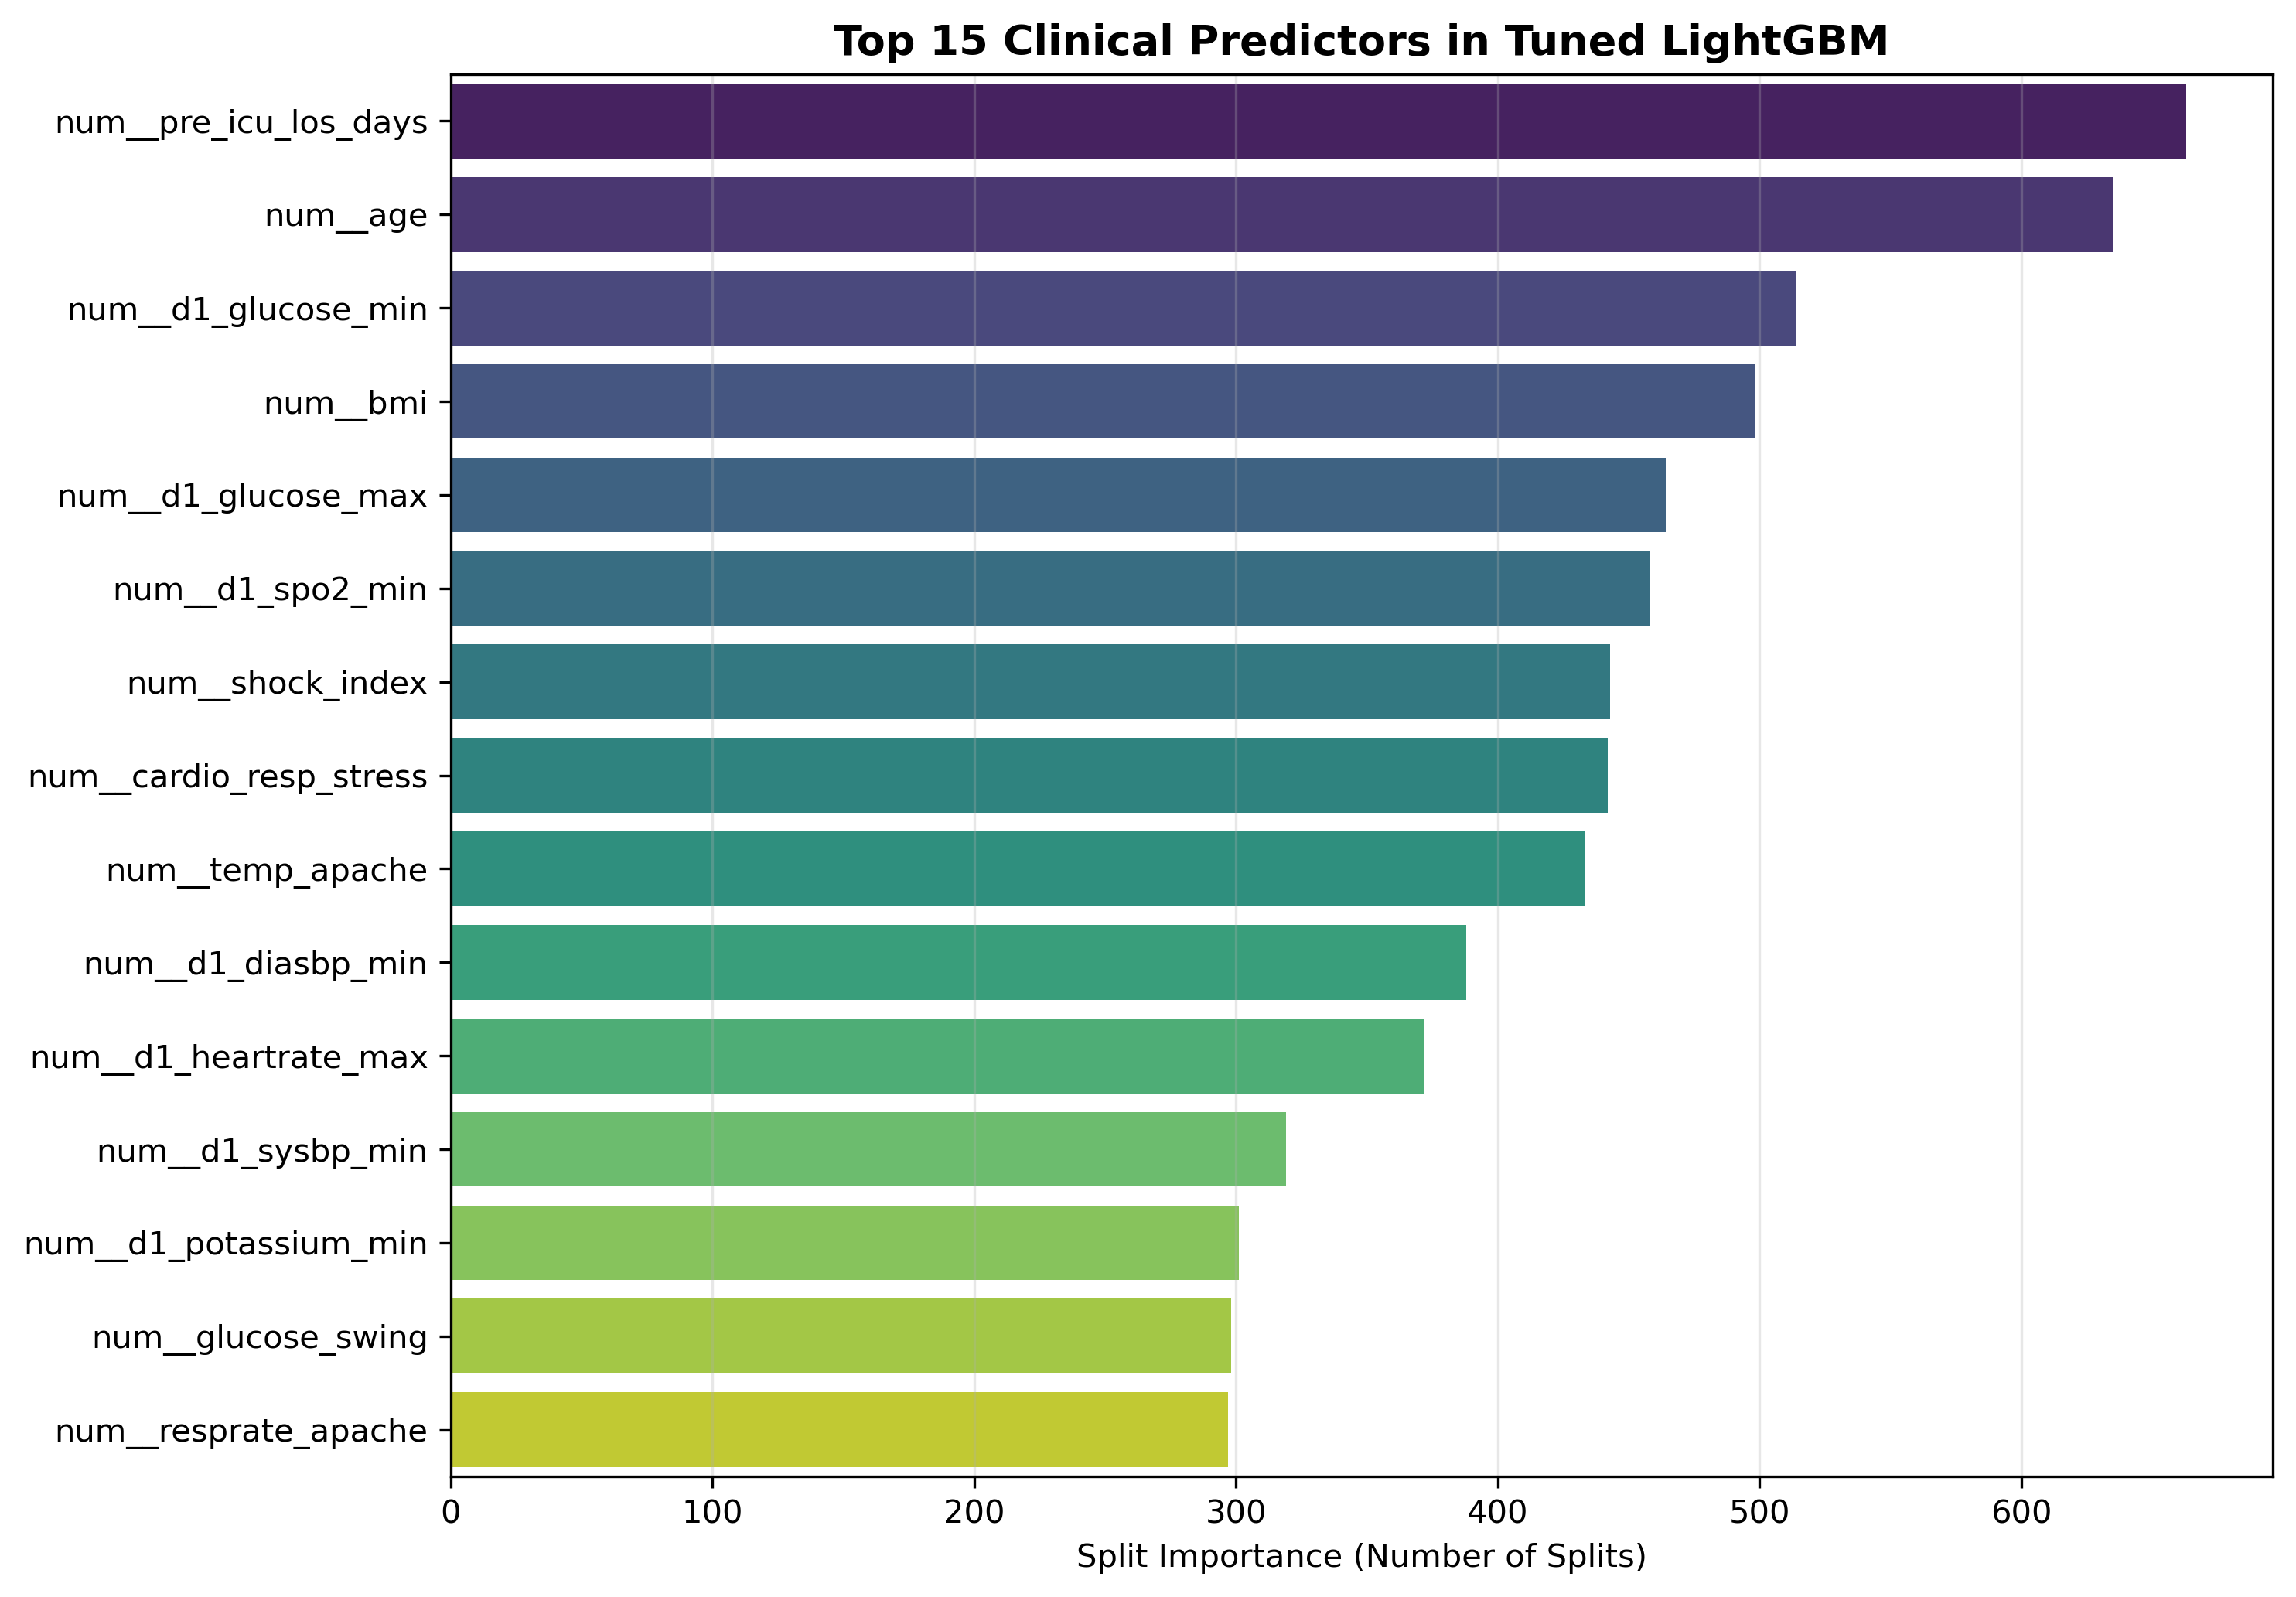 Top 15 Clinical Predictors in Tuned LightGBM
num__pre_icu_los_days
num__age
num__d1_glucose_min
num__bmi
num__d1_glucose_max
num__d1_spo2_min
num__shock_index
num__cardio_resp_stress
num__temp_apache
num__d1_diasbp_min
num__d1_heartrate_max
num__d1_sysbp_min
num__d1_potassium_min
num__glucose_swing
num__resprate_apache
0 100 200 300 400 500 600
Split Importance (Number of Splits)